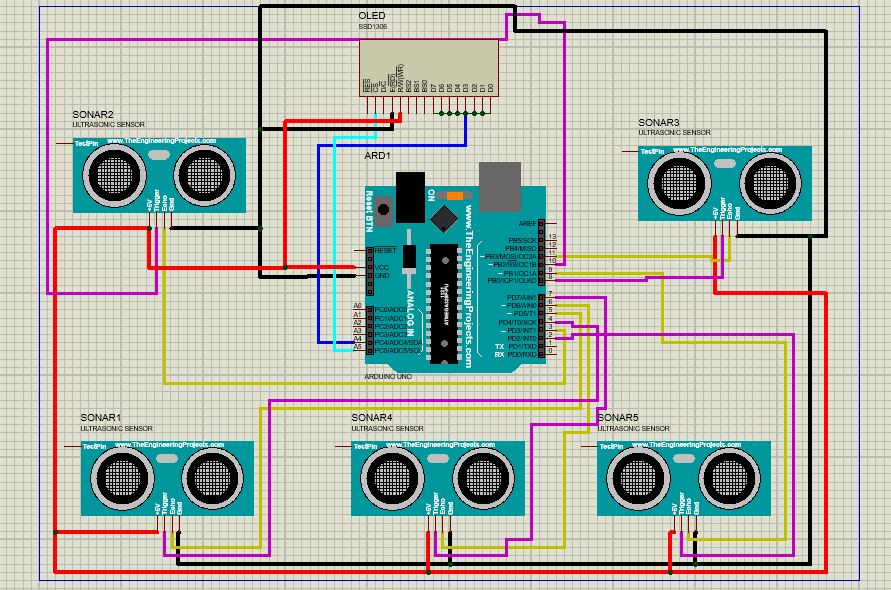 OLED
SSD1306
RES
CS
D/C
E(RD)
R/W(WR)
BS2
BS1
BS0
D7
D6
D5
D4
D3
D2
D1
D0
SONAR2
ULTRASONIC SENSOR
TestPin
www.TheEngineeringProjects.com
+5V
Trigger
Echo
Gnd
SONAR3
ULTRASONIC SENSOR
TestPin
www.TheEngineeringProjects.com
+5V
Trigger
Echo
Gnd
ARD1
Reset BTN
ON
www.TheEngineeringProjects.com
RESET
VCC
GND
ANALOG IN
A0
A1
A2
A3
A4
A5
PC0/ADC0
PC1/ADC1
PC2/ADC2
PC3/ADC3
PC4/ADC4/SDA
PC5/ADC5/SCL
AREF
PB5/SCK 13
PB4/MISO 12
~PB3/MOSI/OC2A 11
~PB2/SS/OC1B 10
~PB1/OC1A 9
PB0/ICP1/CLKO 8
PD7/AIN1 7
~PD6/AIN0 6
~PD5/T1 5
PD4/T0/XCK 4
~PD3/INT1 3
PD2/INT0 2
TX PD1/TXD 1
RX PD0/RXD 0
ARDUINO UNO
SONAR1
ULTRASONIC SENSOR
TestPin
www.TheEngineeringProjects.com
+5V
Trigger
Echo
Gnd
SONAR4
ULTRASONIC SENSOR
TestPin
www.TheEngineeringProjects.com
+5V
Trigger
Echo
Gnd
SONAR5
ULTRASONIC SENSOR
TestPin
www.TheEngineeringProjects.com
+5V
Trigger
Echo
Gnd